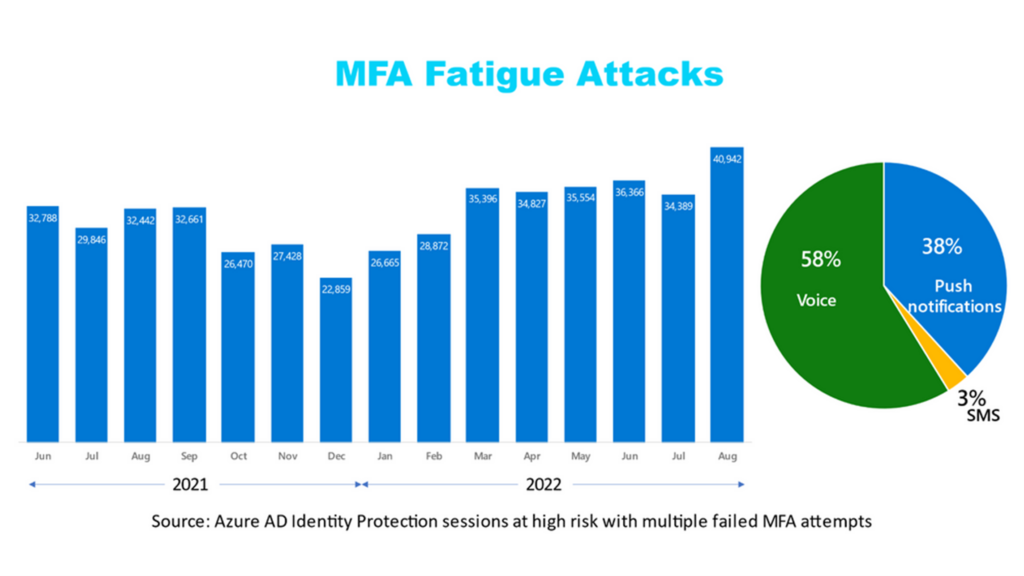 MFA Fatigue Attacks
32,788
29,846
32,442
32,661
26,470
27,428
22,859
26,665
28,872
35,396
34,827
35,554
36,366
34,389
40,942
Jun Jul Aug Sep Oct Nov Dec Jan Feb Mar Apr May Jun Jul Aug
2021 2022
58%
Voice
38%
Push
notifications
3%
SMS
Source: Azure AD Identity Protection sessions at high risk with multiple failed MFA attempts